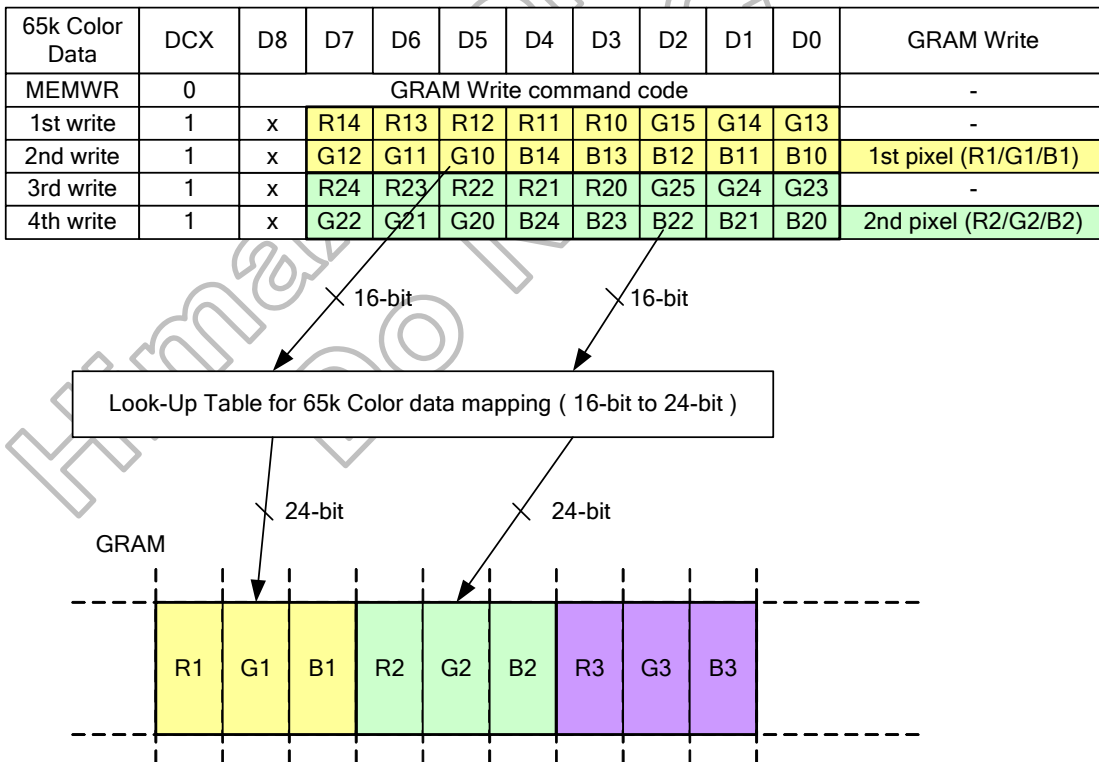 65k Color Data DCX D8 D7 D6 D5 D4 D3 D2 D1 D0 GRAM Write
MEMWR 0 GRAM Write command code -
1st write 1 x R14 R13 R12 R11 R10 G15 G14 G13 -
2nd write 1 x G12 G11 G10 B14 B13 B12 B11 B10 1st pixel (R1/G1/B1)
3rd write 1 x R24 R23 R22 R21 R20 G25 G24 G23 -
4th write 1 x G22 G21 G20 B24 B23 B22 B21 B20 2nd pixel (R2/G2/B2)
16-bit 16-bit
Look-Up Table for 65k Color data mapping ( 16-bit to 24-bit )
24-bit 24-bit
GRAM
R1 G1 B1 R2 G2 B2 R3 G3 B3
Do